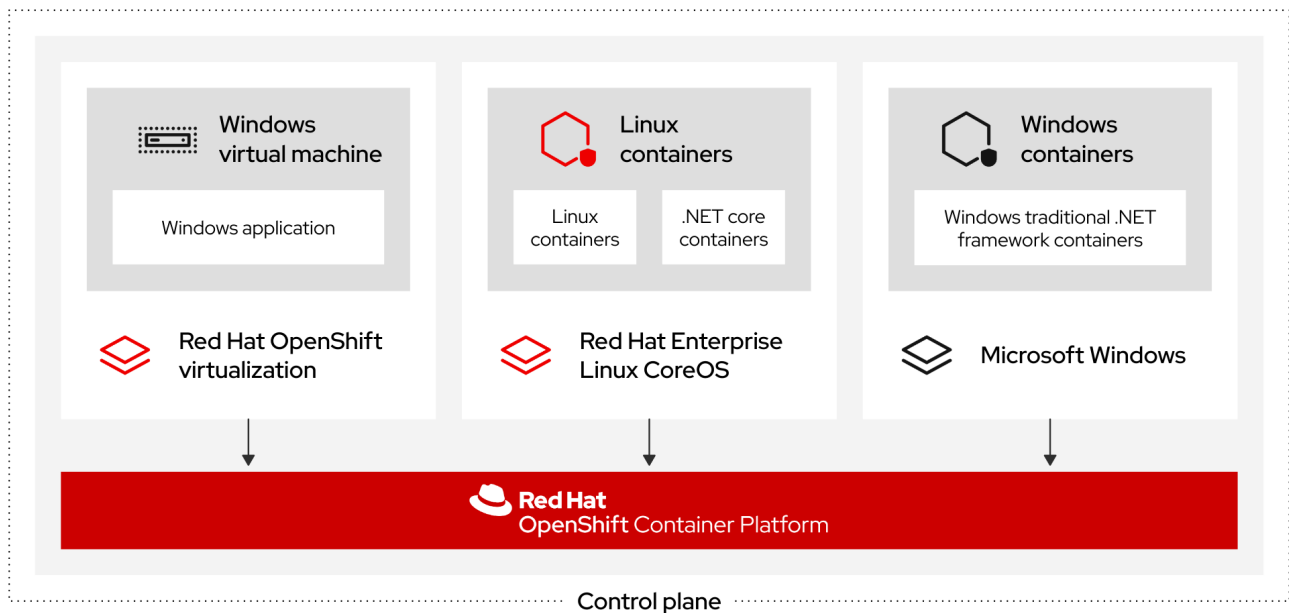 Windows
virtual machine
Windows application
Red Hat OpenShift
virtualization
Linux
containers
Linux
containers
.NET core
containers
Red Hat Enterprise
Linux CoreOS
Windows
containers
Windows traditional .NET
framework containers
Microsoft Windows
Red Hat
OpenShift Container Platform
Control plane